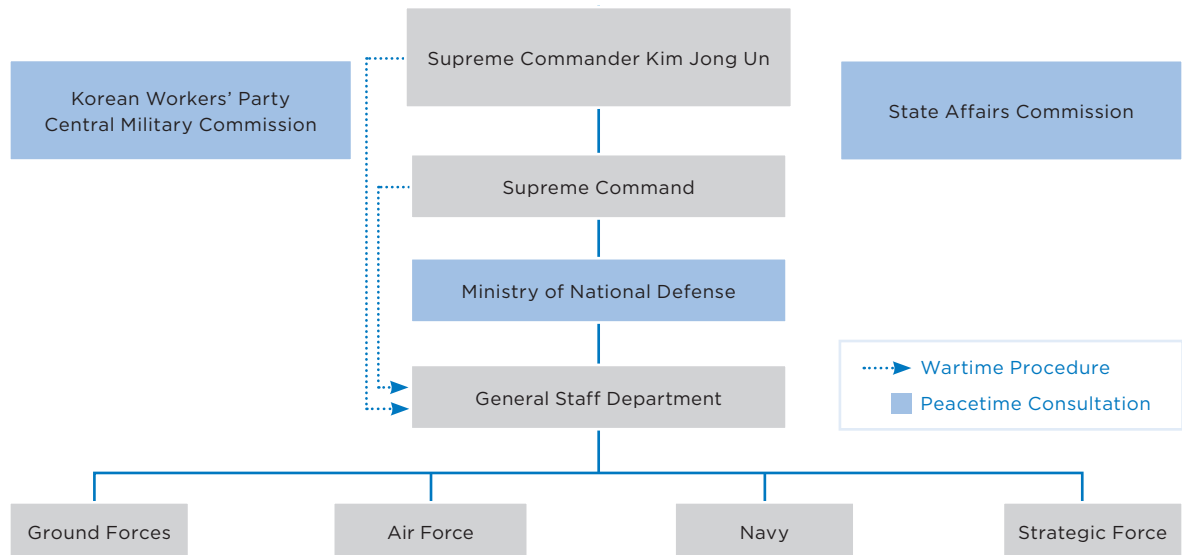 Supreme Commander Kim Jong Un
Korean Workers’ Party
Central Military Commission
State Affairs Commission
Supreme Command
Ministry of National Defense
General Staff Department
Wartime Procedure
Peacetime Consultation
Ground Forces
Air Force
Navy
Strategic Force